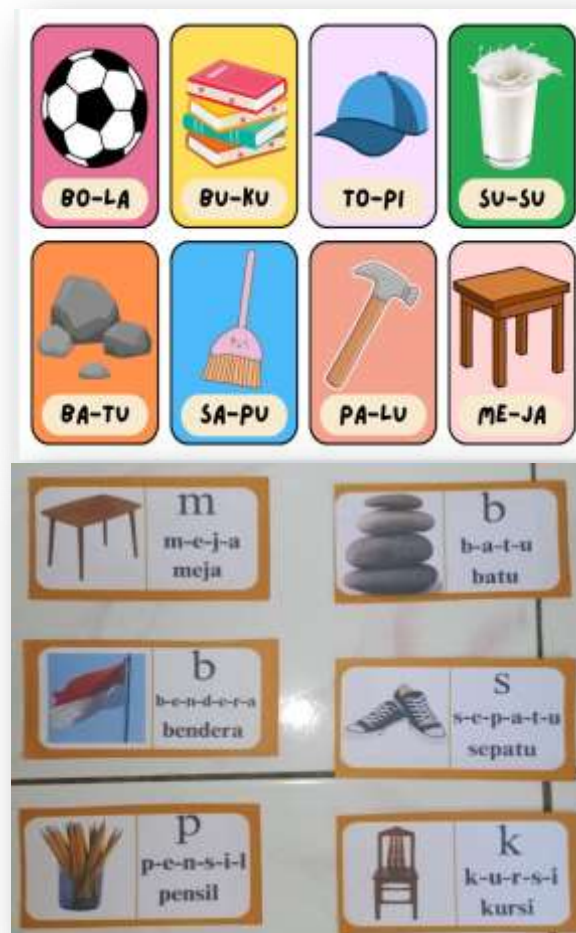 BO-LA
BU-KU
TO-PI
SU-SU
BA-TU
SA-PU
PA-LU
ME-JA
m
m-e-j-a
meja
b
b-a-t-u
batu
b
b-e-n-d-e-r-a
bendera
s
s-e-p-a-t-u
sepatu
p
p-e-n-s-i-l
pensil
k
k-u-r-s-i
kursi